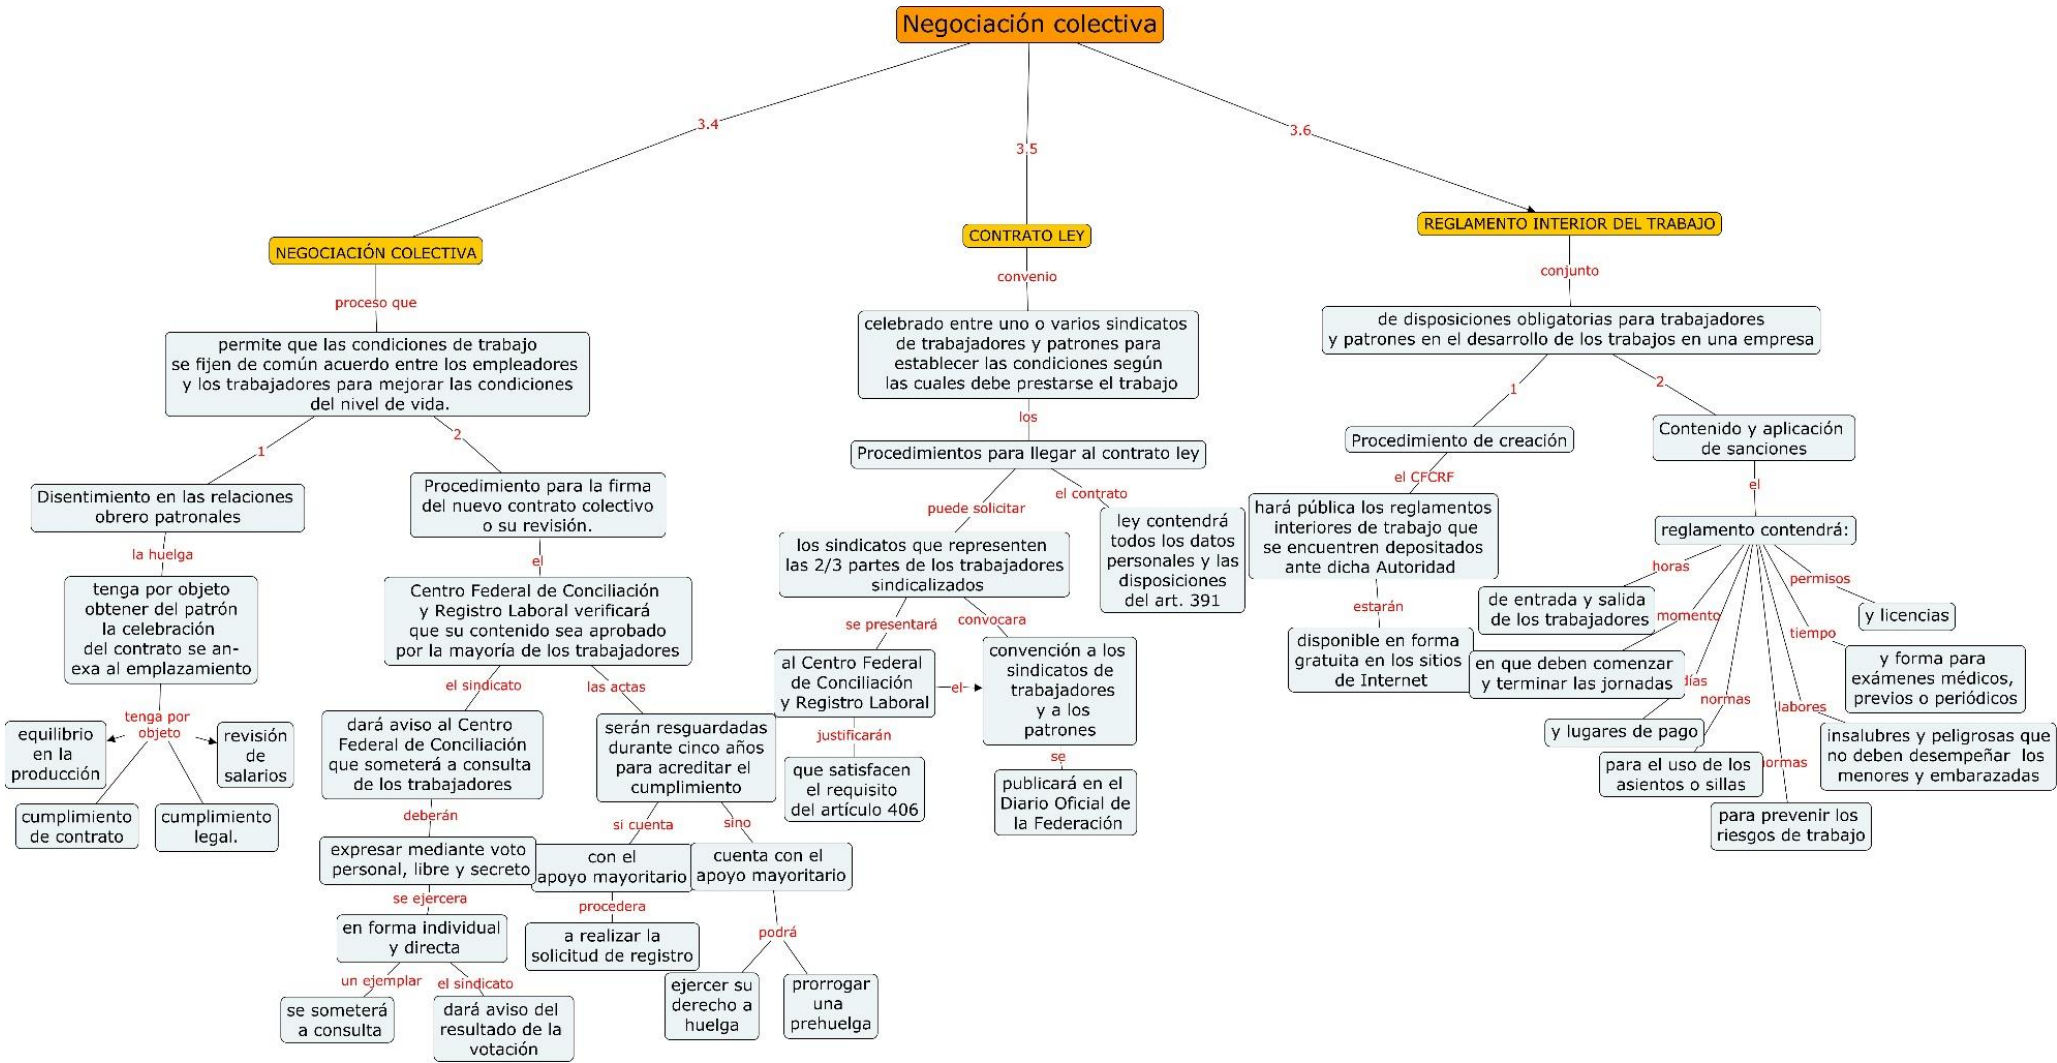 Negociación colectiva
3.4
3.5
3.6
NEGOCIACIÓN COLECTIVA
proceso que
permite que las condiciones de trabajo
se fijen de común acuerdo entre los empleadores
y los trabajadores para mejorar las condiciones
del nivel de vida.
1
2
Disentimiento en las relaciones
obrero patronales
la huelga
tenga por objeto
obtener del patrón
la celebración
del contrato se an-
exa al emplazamiento
tenga por
objeto
equilibrio
en la
producción
revisión
de
salarios
cumplimiento
de contrato
cumplimiento
legal.
Procedimiento para la firma
del nuevo contrato colectivo
o su revisión.
el
Centro Federal de Conciliación
y Registro Laboral verificará
que su contenido sea aprobado
por la mayoría de los trabajadores
el sindicato
las actas
dará aviso al Centro
Federal de Conciliación
que someterá a consulta
de los trabajadores
deberán
expresar mediante voto
personal, libre y secreto
se ejercera
en forma individual
y directa
un ejemplar
el sindicato
se someterá
a consulta
dará aviso del
resultado de la
votación
serán resguardadas
durante cinco años
para acreditar el
cumplimiento
si cuenta
sino
con el
apoyo mayoritario
procedera
a realizar la
solicitud de registro
cuenta con el
apoyo mayoritario
podrá
ejercer su
derecho a
huelga
prorrogar
una
prehuelga
CONTRATO LEY
convenio
celebrado entre uno o varios sindicatos
de trabajadores y patrones para
establecer las condiciones según
las cuales debe prestarse el trabajo
los
Procedimientos para llegar al contrato ley
puede solicitar
el contrato
los sindicatos que representen
las 2/3 partes de los trabajadores
sindicalizados
ley contendrá
todos los datos
personales y las
disposiciones
del art. 391
se presentará
convocara
al Centro Federal
de Conciliación
y Registro Laboral
el
convención a los
sindicatos de
trabajadores
y a los
patrones
justificarán
que satisfacen
el requisito
del artículo 406
se
publicará en el
Diario Oficial de
la Federación
REGLAMENTO INTERIOR DEL TRABAJO
conjunto
de disposiciones obligatorias para trabajadores
y patrones en el desarrollo de los trabajos en una empresa
1
2
Procedimiento de creación
el CFCRF
hará pública los reglamentos
interiores de trabajo que
se encuentren depositados
ante dicha Autoridad
estarán
disponible en forma
gratuita en los sitios
de Internet
Contenido y aplicación
de sanciones
el
reglamento contendrá:
horas
de entrada y salida
de los trabajadores
momento
en que deben comenzar
y terminar las jornadas
días
y lugares de pago
normas
para el uso de los
asientos o sillas
normas
para prevenir los
riesgos de trabajo
labores
insalubres y peligrosas que
no deben desempeñar los
menores y embarazadas
tiempo
y forma para
exámenes médicos,
previos o periódicos
permisos
y licencias